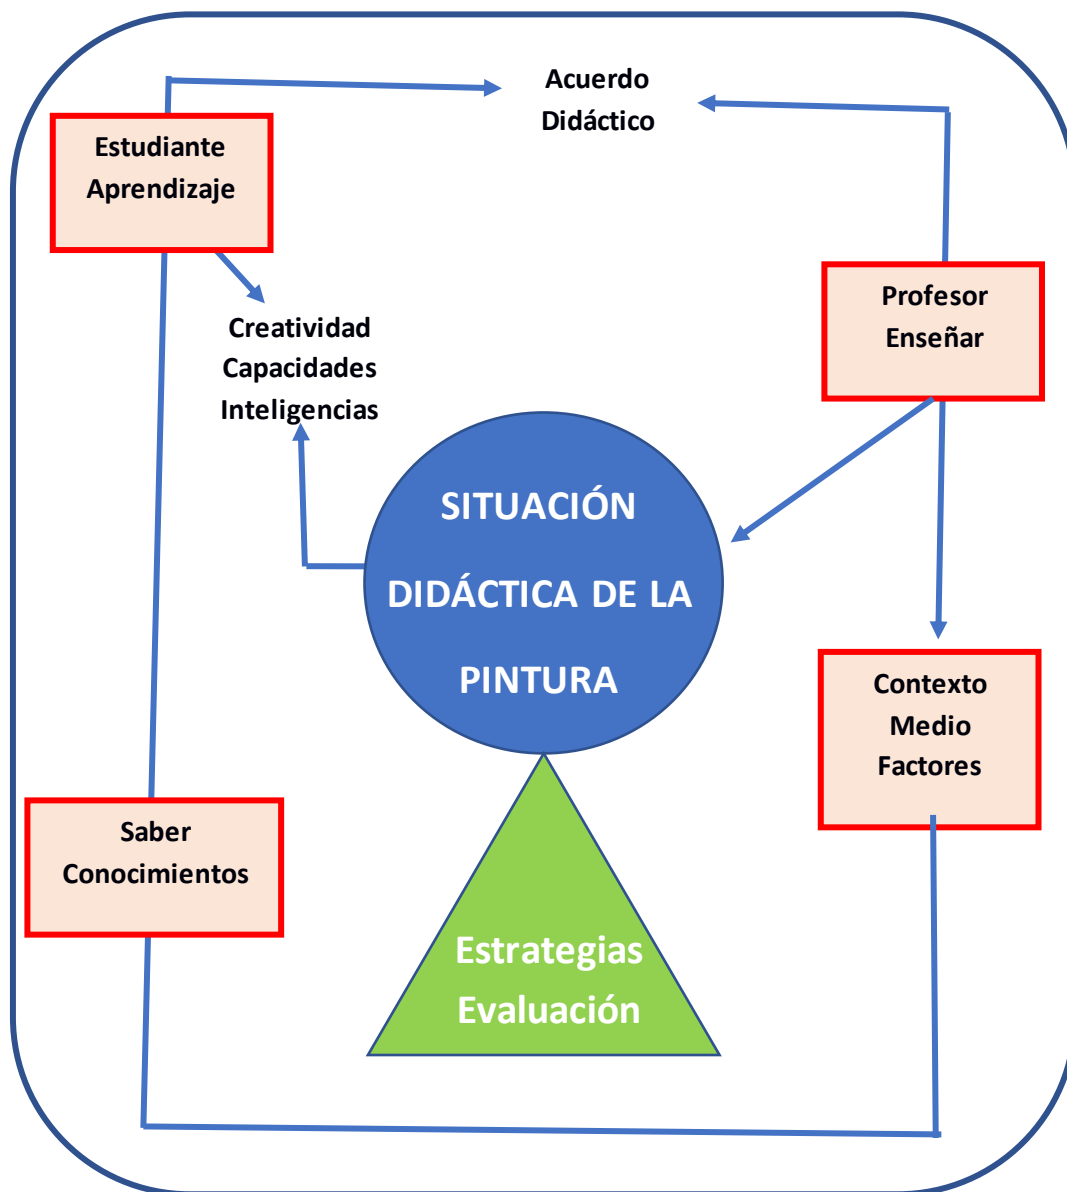 Acuerdo
Didáctico
Estudiante
Aprendizaje
Profesor
Enseñar
Creatividad
Capacidades
Inteligencias
SITUACIÓN
DIDÁCTICA DE LA
PINTURA
Contexto
Medio
Factores
Saber
Conocimientos
Estrategias
Evaluación